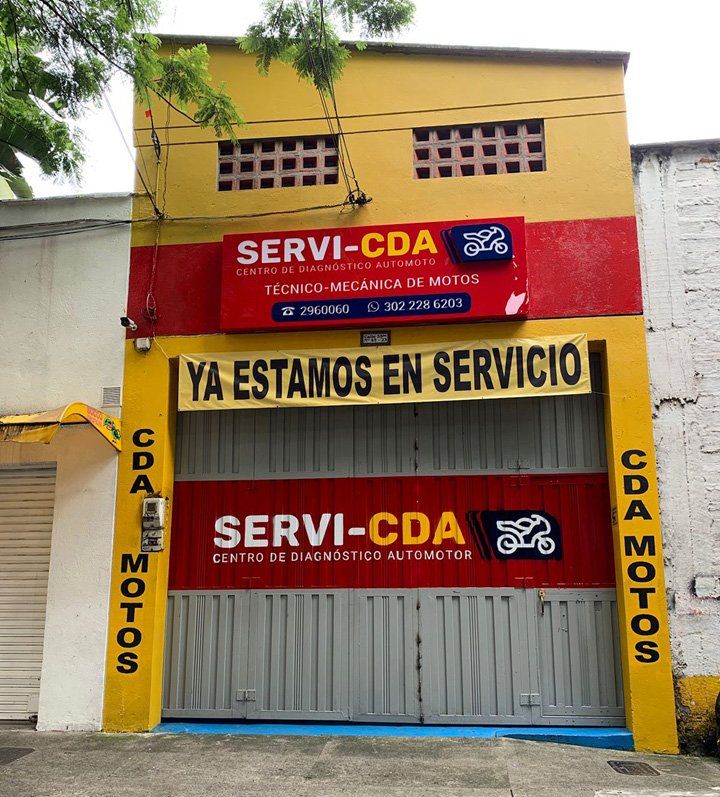 SERVI-CDA
CENTRO DE DIAGNÓSTICO AUTOMOTO
TÉCNICO-MECÁNICA DE MOTOS
2960060 302 228 6203
YA ESTAMOS EN SERVICIO
CDA MOTOS
SERVI-CDA
CENTRO DE DIAGNÓSTICO AUTOMOTOR
CDA MOTOS